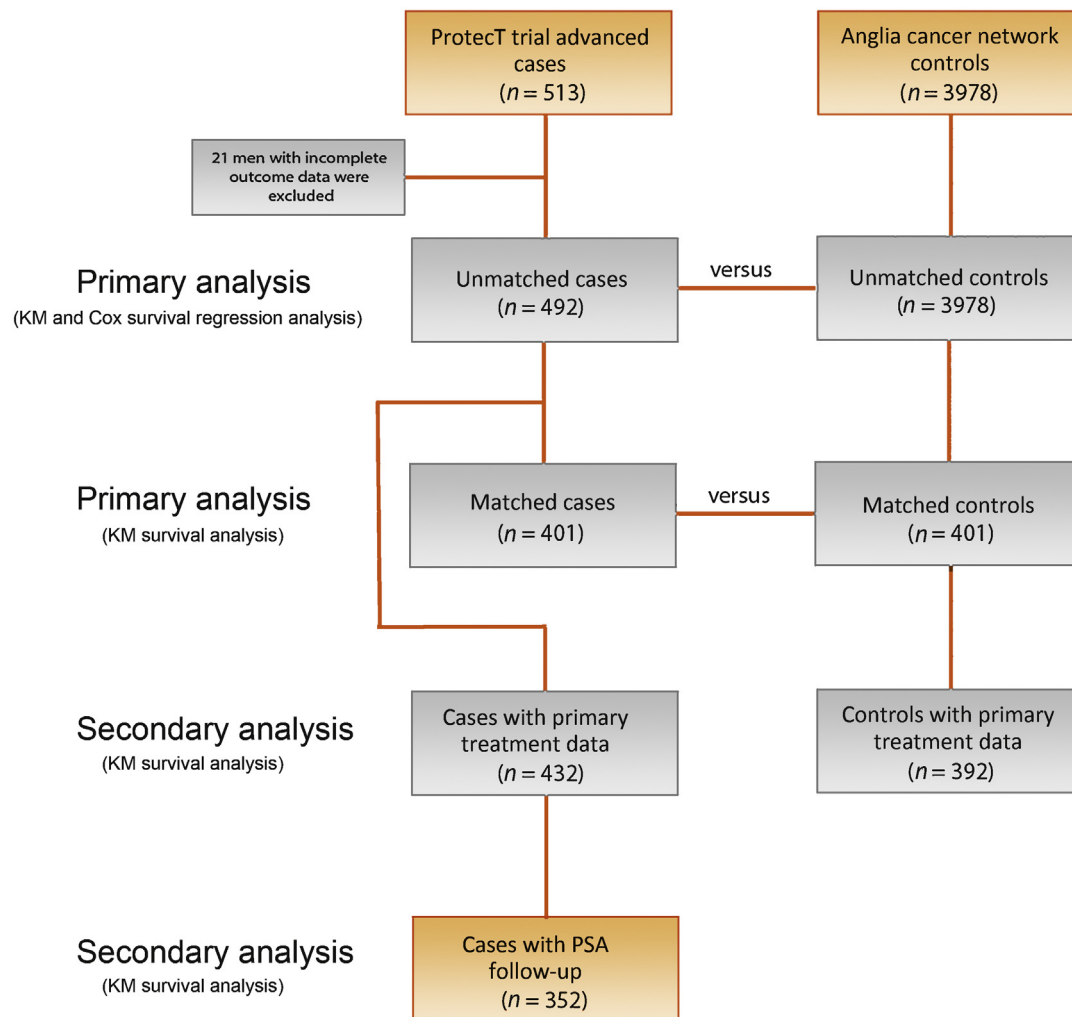 ProtecT trial advanced
cases
(n = 513)
Anglia cancer network
controls
(n = 3978)
21 men with incomplete
outcome data were
excluded
Primary analysis
(KM and Cox survival regression analysis)
Unmatched cases
(n = 492)
versus
Unmatched controls
(n = 3978)
Primary analysis
(KM survival analysis)
Matched cases
(n = 401)
versus
Matched controls
(n = 401)
Secondary analysis
(KM survival analysis)
Cases with primary
treatment data
(n = 432)
Controls with primary
treatment data
(n = 392)
Secondary analysis
(KM survival analysis)
Cases with PSA
follow-up
(n = 352)